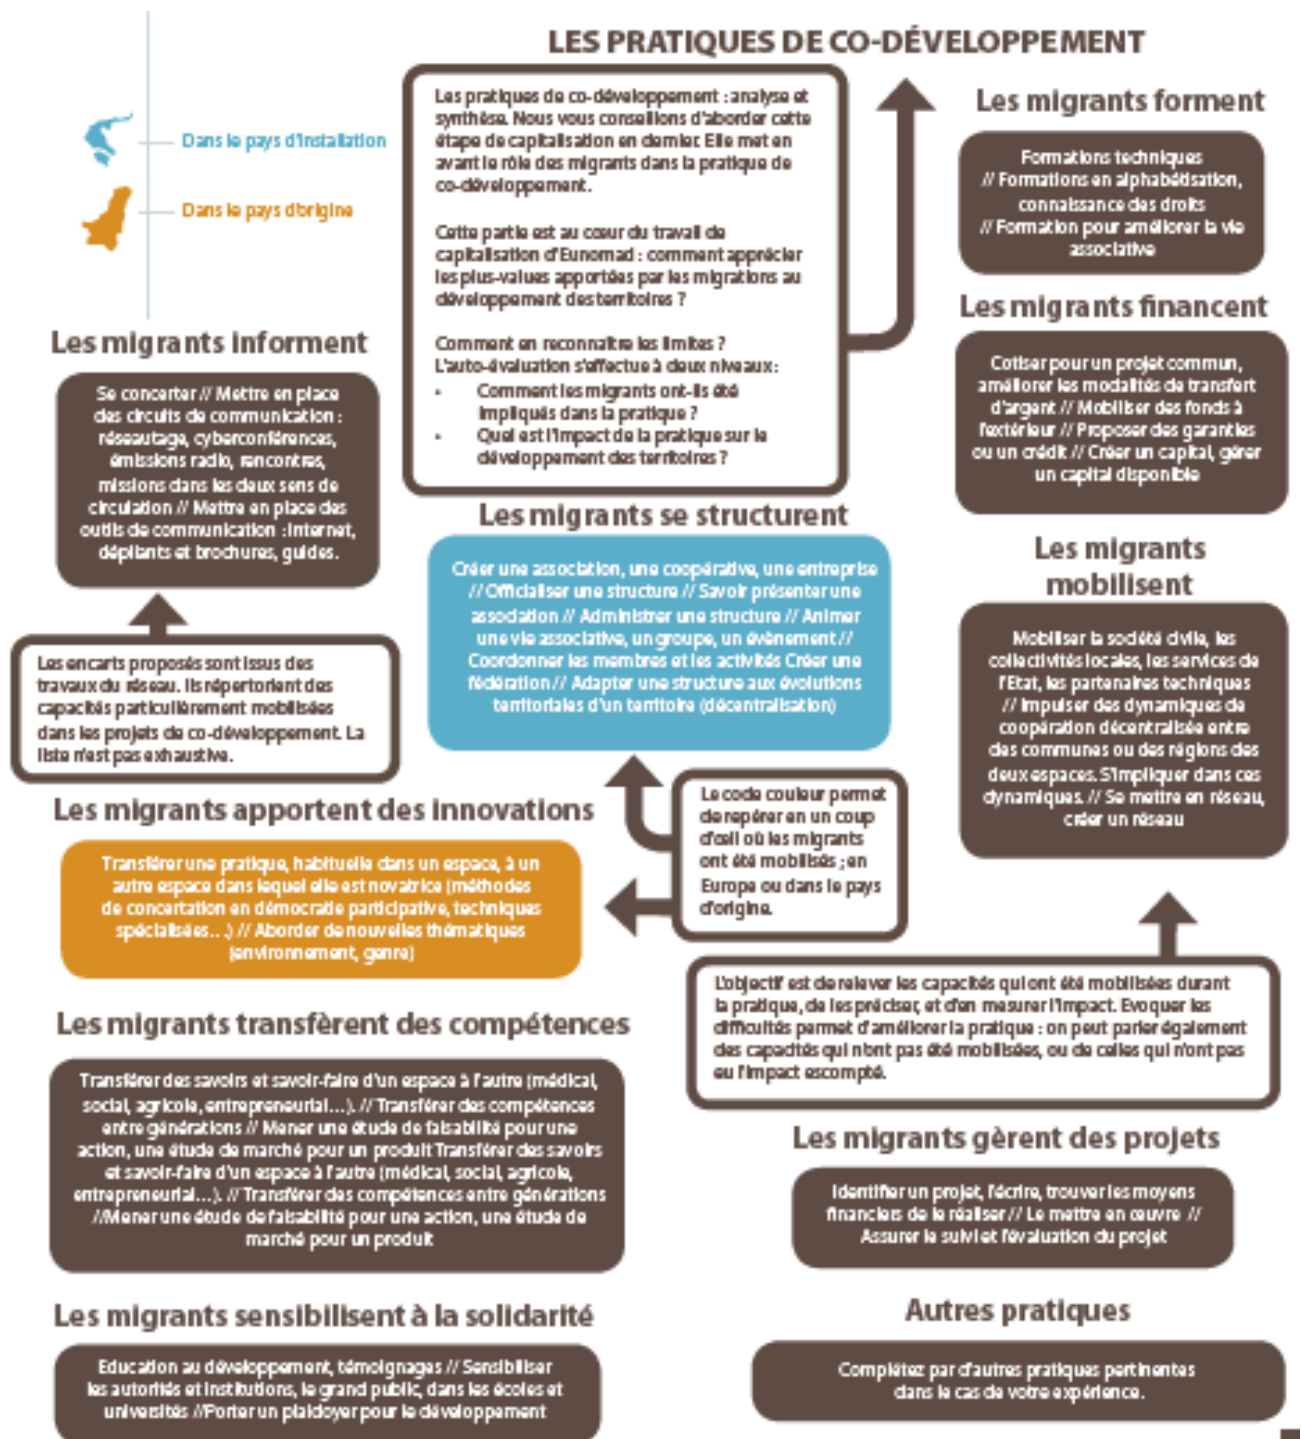 LES PRATIQUES DE CO-DÉVELOPPEMENT
Dans le pays d'installation
Dans le pays d'origine
Les pratiques de co-développement : analyse et
synthèse. Nous vous conseillons d'aborder cette
étape de capitalisation en dernier. Elle met en
avant le rôle des migrants dans la pratique de
co-développement.
Cette partie est au cœur du travail de
capitalisation d'Eunomad : comment apprécier
les plus-values apportées par les migrations au
développement des territoires ?
Comment en reconnaître les limites ?
L'auto-évaluation s'effectue à deux niveaux :
• Comment les migrants ont-ils été
impliqués dans la pratique ?
• Quel est l'impact de la pratique sur le
développement des territoires ?
Les migrants forment
Formations techniques
// Formations en alphabétisation,
connaissance des droits
// Formation pour améliorer la vie
associative
Les migrants financent
Cotiser pour un projet commun,
améliorer les modalités de transfert
d'argent // Mobiliser des fonds à
l'extérieur // Proposer des garanties
ou un crédit // Créer un capital, gérer
un capital disponible
Les migrants informent
Se concerter // Mettre en place
des circuits de communication :
réseautage, cyberconférences,
émissions radio, rencontres,
missions dans les deux sens de
circulation // Mettre en place des
outils de communication : Internet,
dépliants et brochures, guides.
Les encarts proposés sont issus des
travaux du réseau. Ils répertorient des
capacités particulièrement mobilisées
dans les projets de co-développement. La
liste n'est pas exhaustive.
Les migrants se structurent
Créer une association, une coopérative, une entreprise
// Officialiser une structure // Savoir présenter une
association // Administrer une structure // Animer
une vie associative, un groupe, un évènement //
Coordonner les membres et les activités Créer une
fédération // Adapter une structure aux évolutions
territoriales d'un territoire (décentralisation)
Les migrants
mobilisent
Mobiliser la société civile, les
collectivités locales, les services de
l'Etat, les partenaires techniques
// Impulser des dynamiques de
coopération décentralisée entre
des communes ou des régions des
deux espaces. S'impliquer dans ces
dynamiques. // Se mettre en réseau,
créer un réseau
Le code couleur permet
de repérer en un coup
d'œil où les migrants
ont été mobilisés ; en
Europe ou dans le pays
d'origine.
Les migrants apportent des innovations
Transférer une pratique, habituelle dans un espace, à un
autre espace dans lequel elle est novatrice (méthodes
de concertation en démocratie participative, techniques
spécialisées…) // Aborder de nouvelles thématiques
(environnement, genre)
L'objectif est de relever les capacités qui ont été mobilisées durant
la pratique, de les préciser, et d'en mesurer l'impact. Evoquer les
difficultés permet d'améliorer la pratique : on peut parler également
des capacités qui n'ont pas été mobilisées, ou de celles qui n'ont pas
eu l'impact escompté.
Les migrants transfèrent des compétences
Transférer des savoirs et savoir-faire d'un espace à l'autre (médical,
social, agricole, entrepreneurial…). // Transférer des compétences
entre générations // Mener une étude de faisabilité pour une
action, une étude de marché pour un produit Transférer des savoirs
et savoir-faire d'un espace à l'autre (médical, social, agricole,
entrepreneurial…). // Transférer des compétences entre générations
//Mener une étude de faisabilité pour une action, une étude de
marché pour un produit
Les migrants gèrent des projets
Identifier un projet, l'écrire, trouver les moyens
financiers de le réaliser // Le mettre en œuvre //
Assurer le suivi et l'évaluation du projet
Les migrants sensibilisent à la solidarité
Education au développement, témoignages // Sensibiliser
les autorités et institutions, le grand public, dans les écoles et
universités //Porter un plaidoyer pour le développement
Autres pratiques
Complétez par d'autres pratiques pertinentes
dans le cas de votre expérience.